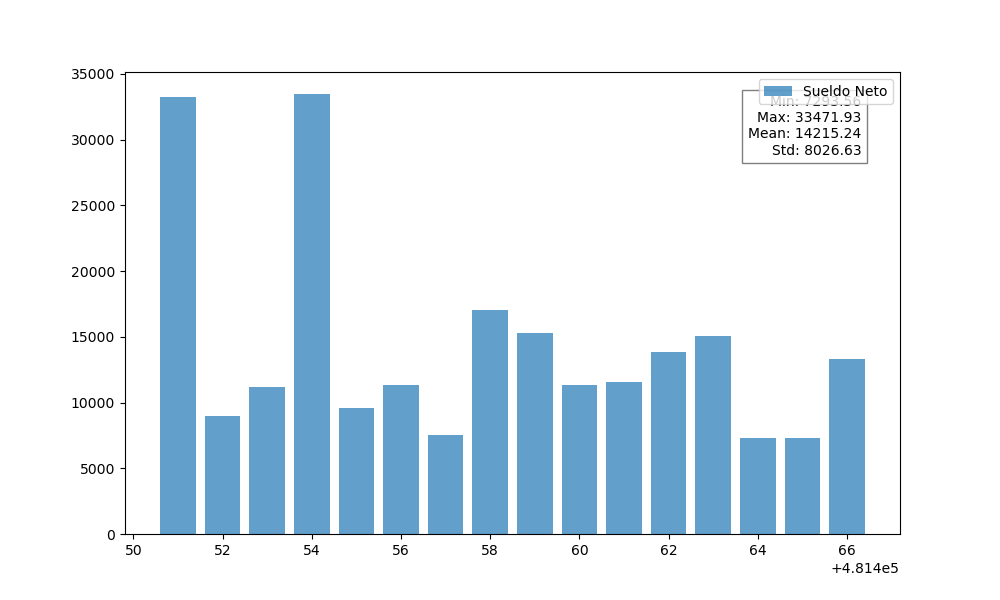 35000
30000
25000
20000
15000
10000
5000
0
Sueldo Neto
Min: 7293.56
Max: 33471.93
Mean: 14215.24
Std: 8026.63
50 52 54 56 58 60 62 64 66
+4.814e5